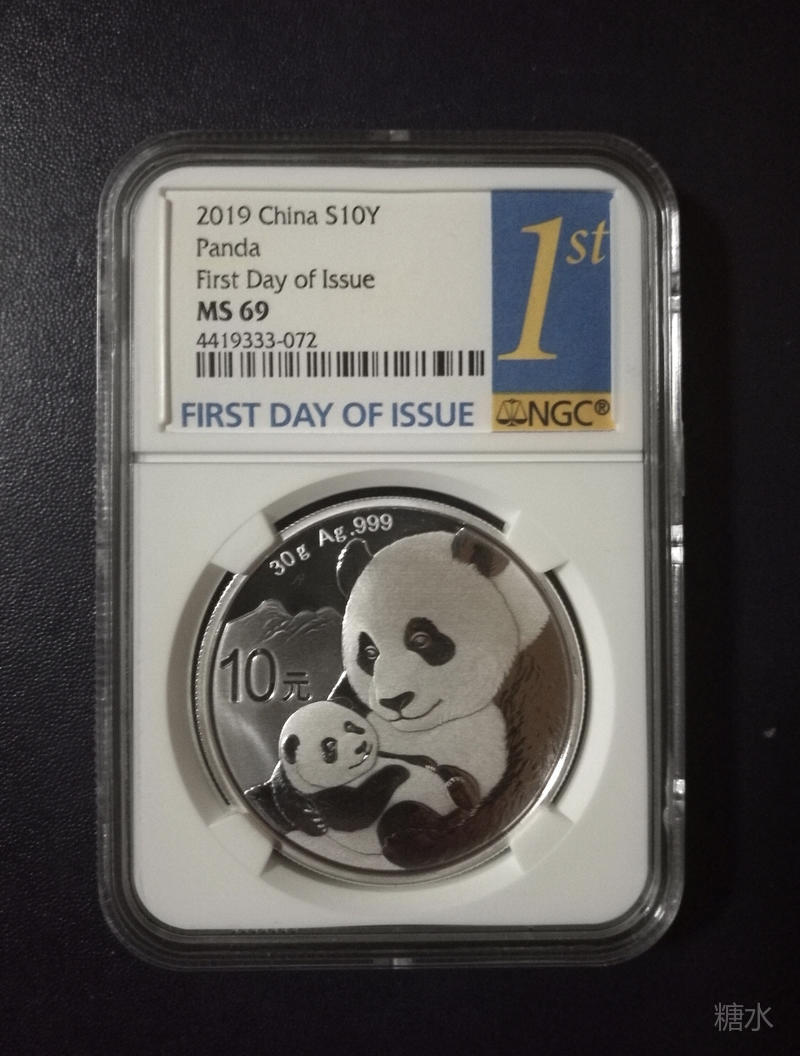 2019 China S10Y
Panda
First Day of Issue
MS 69
4419333-072
FIRST DAY OF ISSUE
1st
NGC®
30g Ag.999
10元
糖水